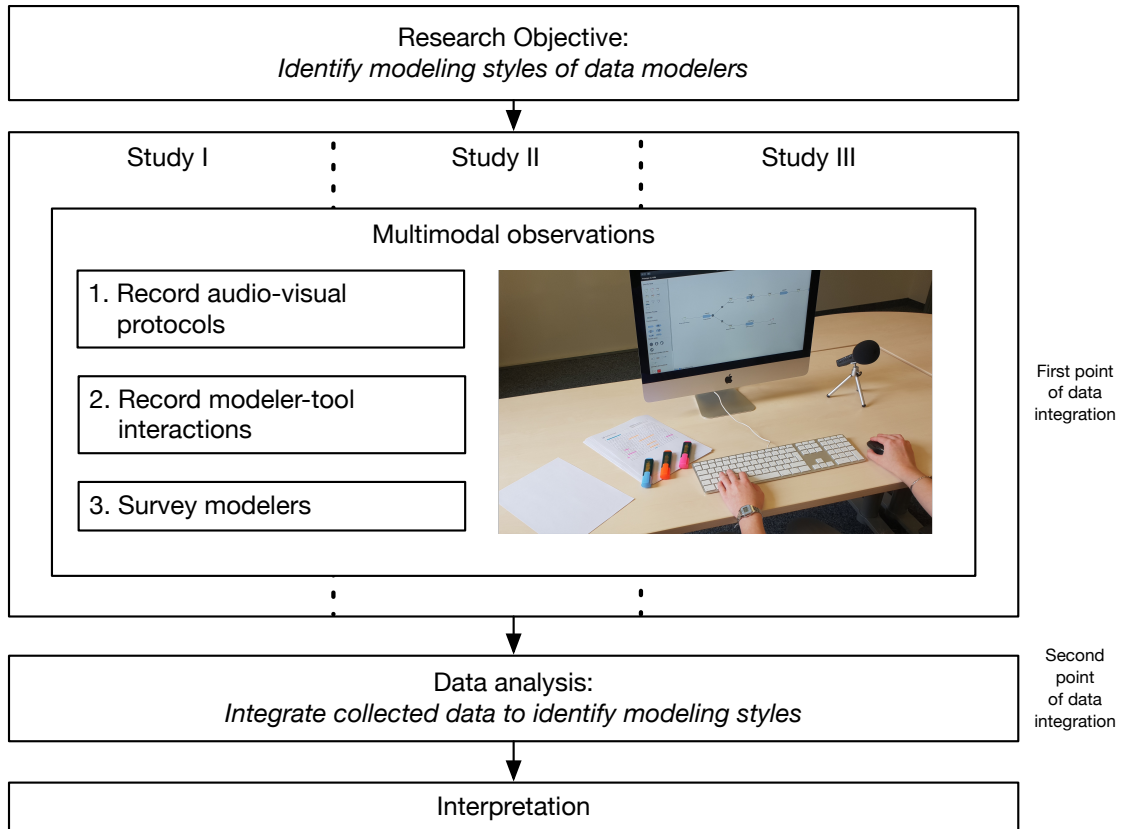 Research Objective:
Identify modeling styles of data modelers
Study I
Study II
Study III
Multimodal observations
1. Record audio-visual
protocols
2. Record modeler-tool
interactions
3. Survey modelers
First point
of data
integration
Data analysis:
Integrate collected data to identify modeling styles
Second
point
of data
integration
Interpretation